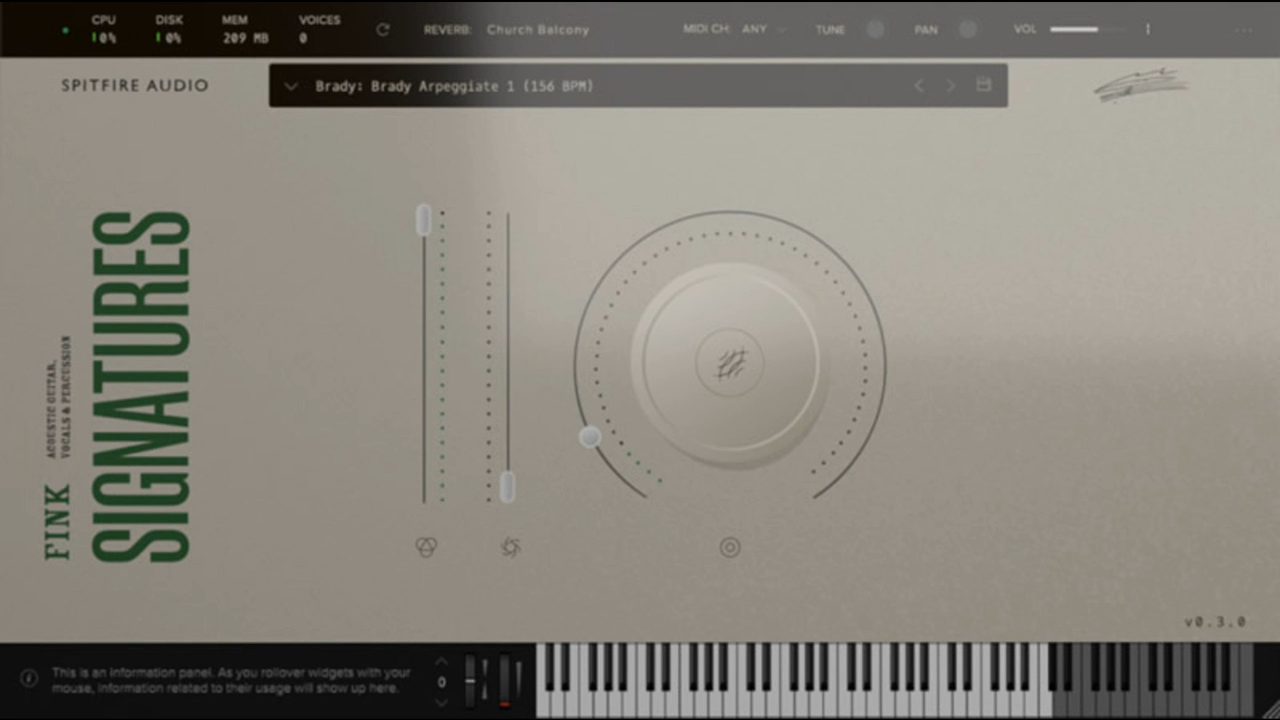 CPU DISK MEM VOICES
0% 0% 209 MB 0
REVERB: Church Balcony
MIDI CH: ANY TUNE PAN VOL
SPITFIRE AUDIO
Brady: Brady Arpeggiate 1 (156 BPM)
FINK
ACOUSTIC GUITAR,
VOCALS & PERCUSSION
SIGNATURES
v0.3.0
This is an information panel. As you rollover widgets with your
mouse, information related to their usage will show up here.
0